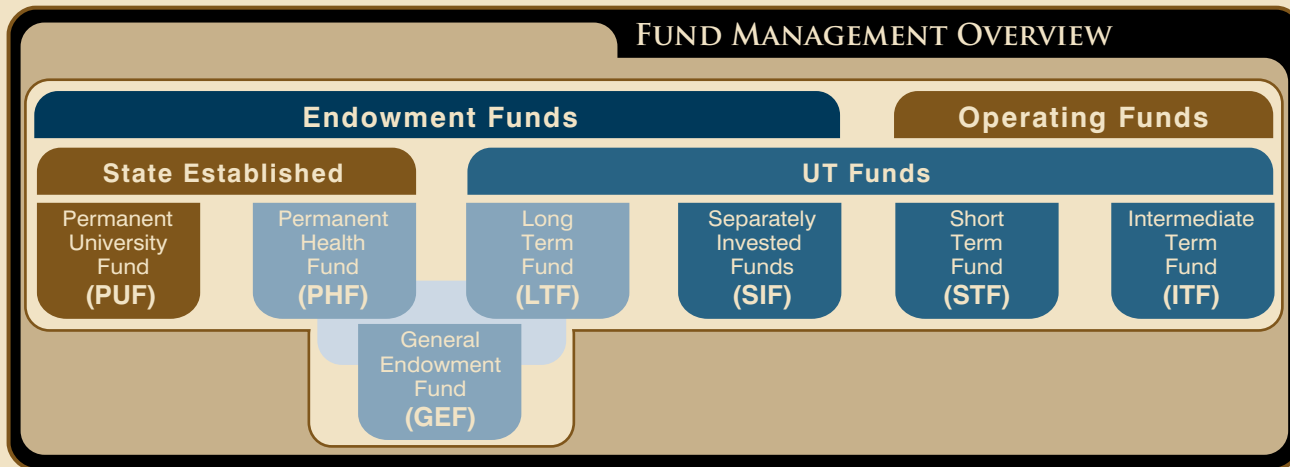 Fund Management Overview
Endowment Funds
Operating Funds
State Established
UT Funds
Permanent
University
Fund
(PUF)
Permanent
Health
Fund
(PHF)
Long
Term
Fund
(LTF)
Separately
Invested
Funds
(SIF)
Short
Term
Fund
(STF)
Intermediate
Term
Fund
(ITF)
General
Endowment
Fund
(GEF)